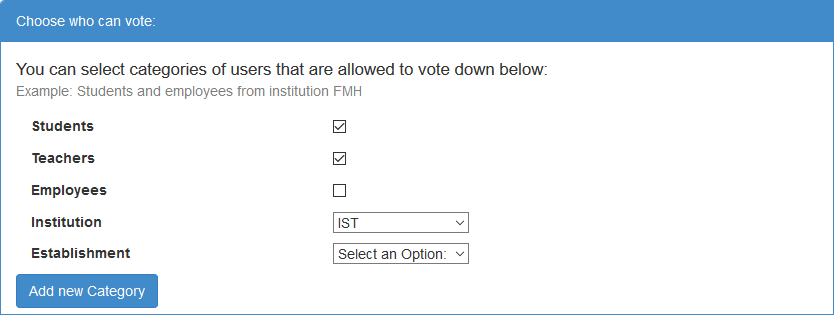 Choose who can vote:
You can select categories of users that are allowed to vote down below:
Example: Students and employees from institution FMH
Students
Teachers
Employees
Institution IST
Establishment Select an Option:
Add new Category